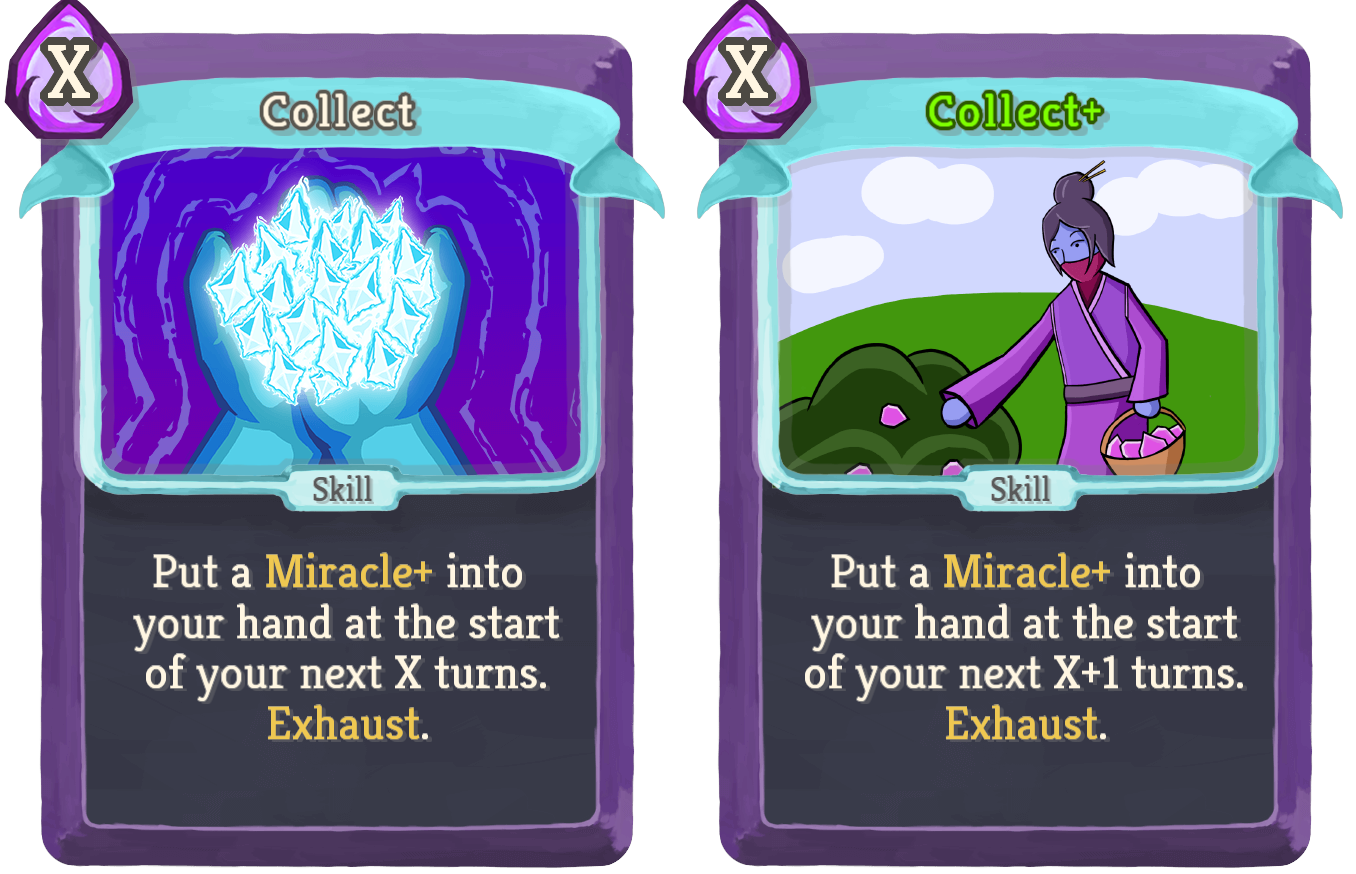 X
Collect
Skill
Put a Miracle+ into
your hand at the start
of your next X turns.
Exhaust.
X
Collect+
Skill
Put a Miracle+ into
your hand at the start
of your next X+1 turns.
Exhaust.